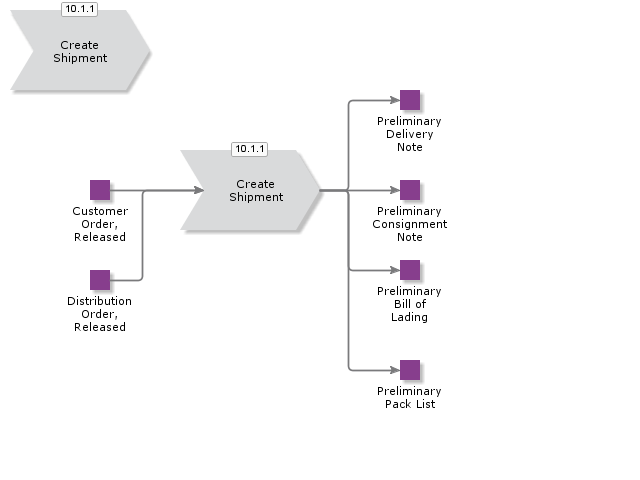 10.1.1
Create
Shipment
10.1.1
Create
Shipment
Customer
Order,
Released
Distribution
Order,
Released
Preliminary
Delivery
Note
Preliminary
Consignment
Note
Preliminary
Bill of
Lading
Preliminary
Pack List